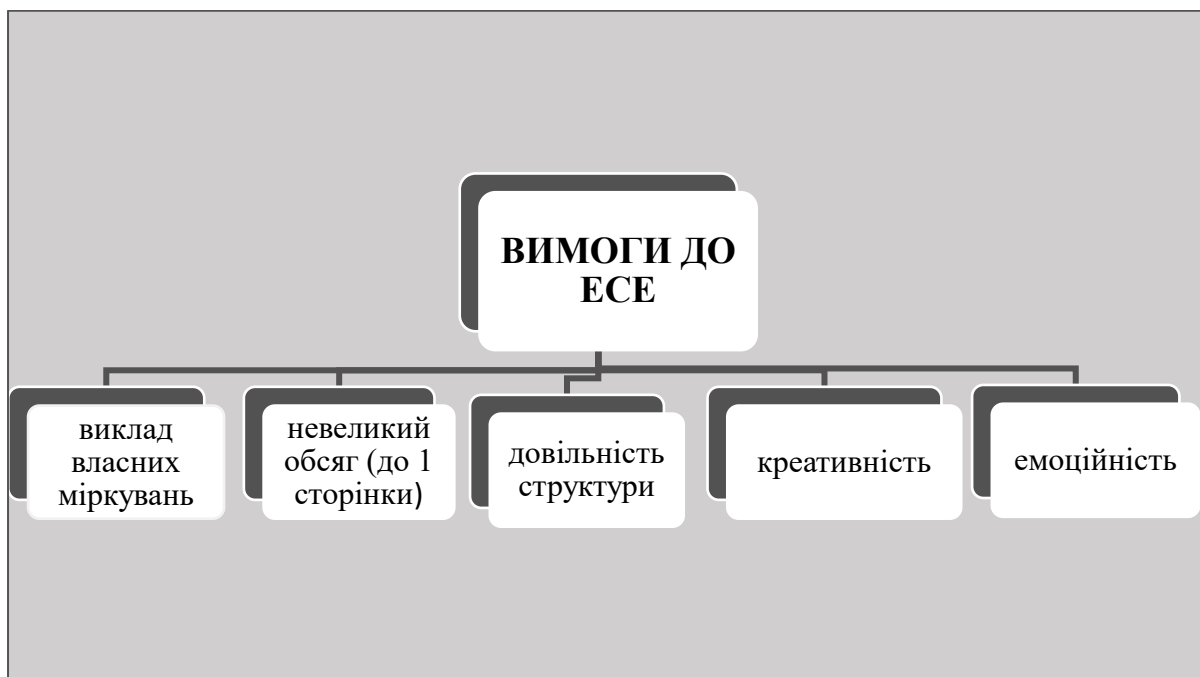 ВИМОГИ ДО
ЕСЕ
виклад
власних
міркувань
невеликий
обсяг (до 1
сторінки)
довільність
структури
креативність
емоційність